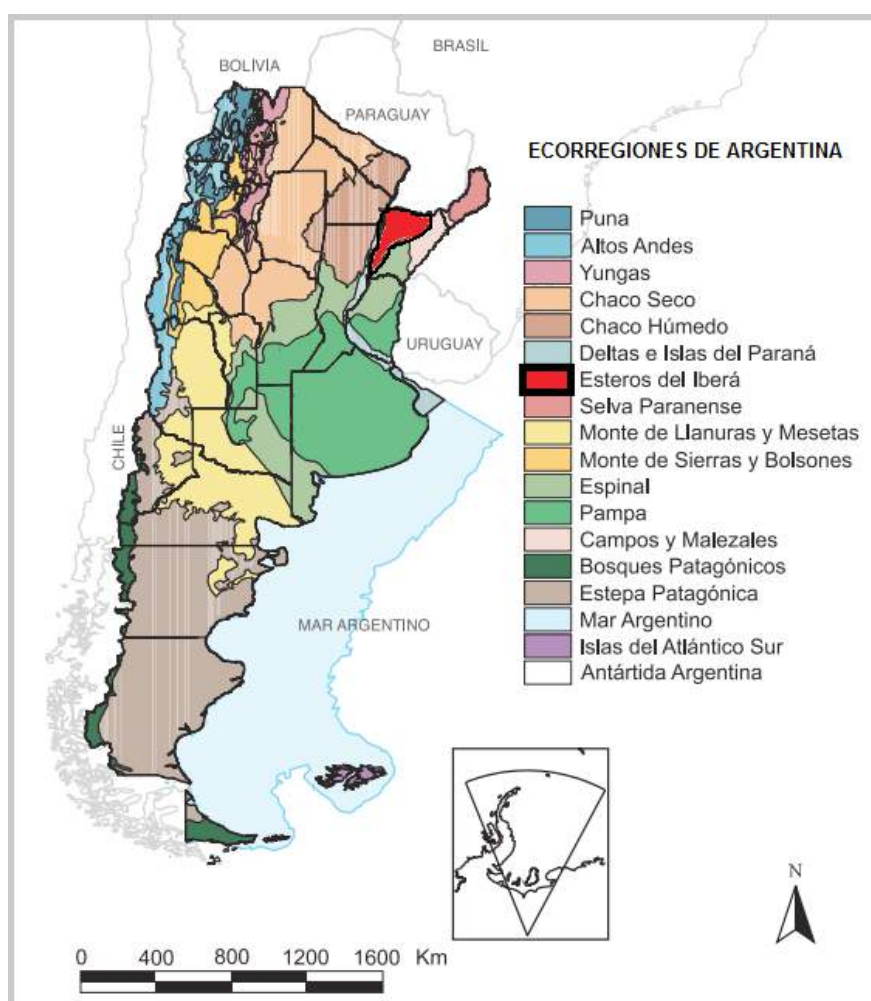 BRASÍL
BOLÍVIA
PARAGUAY
ECORREGIONES DE ARGENTINA
Puna
Altos Andes
Yungas
Chaco Seco
Chaco Húmedo
Deltas e Islas del Paraná
Esteros del Iberá
Selva Paranense
Monte de Llanuras y Mesetas
Monte de Sierras y Bolsones
Espinal
Pampa
Campos y Malezales
Bosques Patagónicos
Estepa Patagónica
Mar Argentino
Islas del Atlántico Sur
Antártida Argentina
URUGUAY
CHILE
MAR ARGENTINO
N
0 400 800 1200 1600 Km